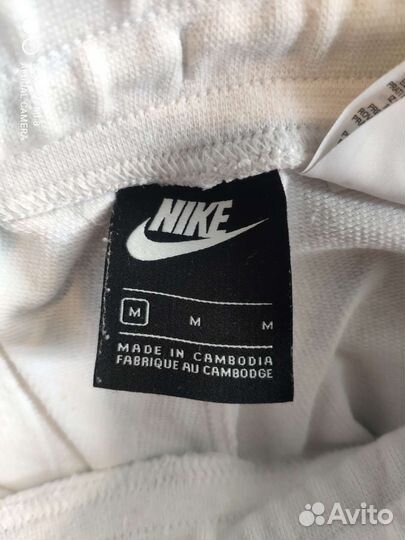 NIKE
M M M
MADE IN CAMBODIA
FABRIQUE AU CAMBODGE
Avito